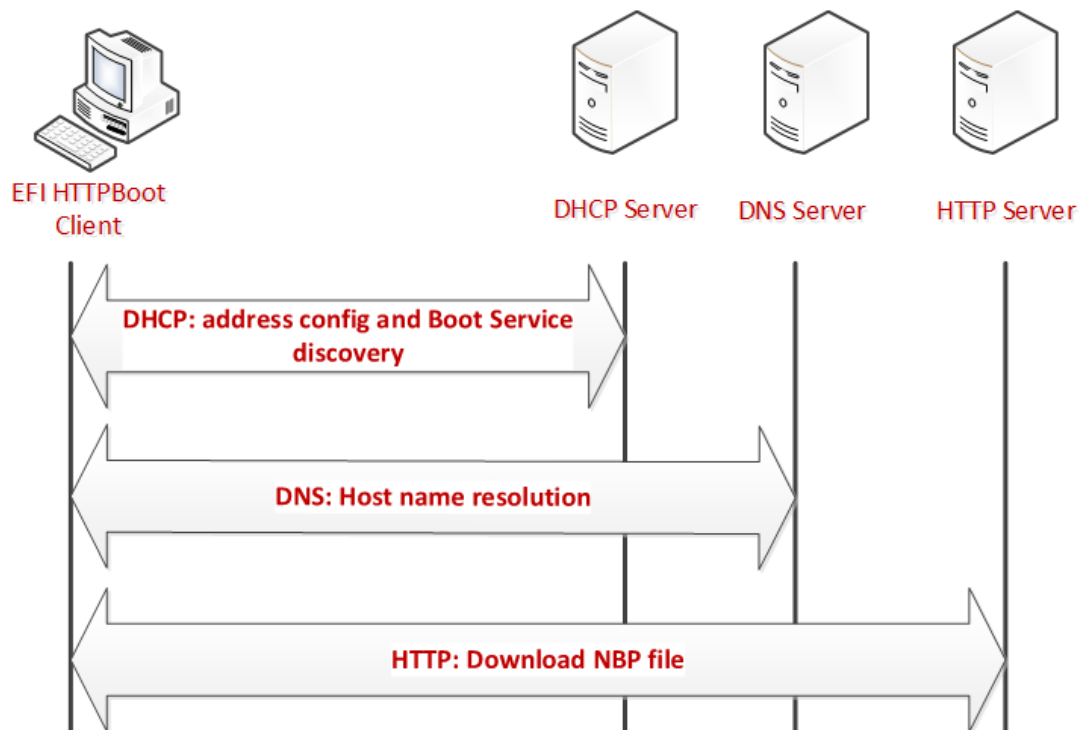 EFI HTTPBoot
Client
DHCP Server
DNS Server
HTTP Server
DHCP: address config and Boot Service
discovery
DNS: Host name resolution
HTTP: Download NBP file